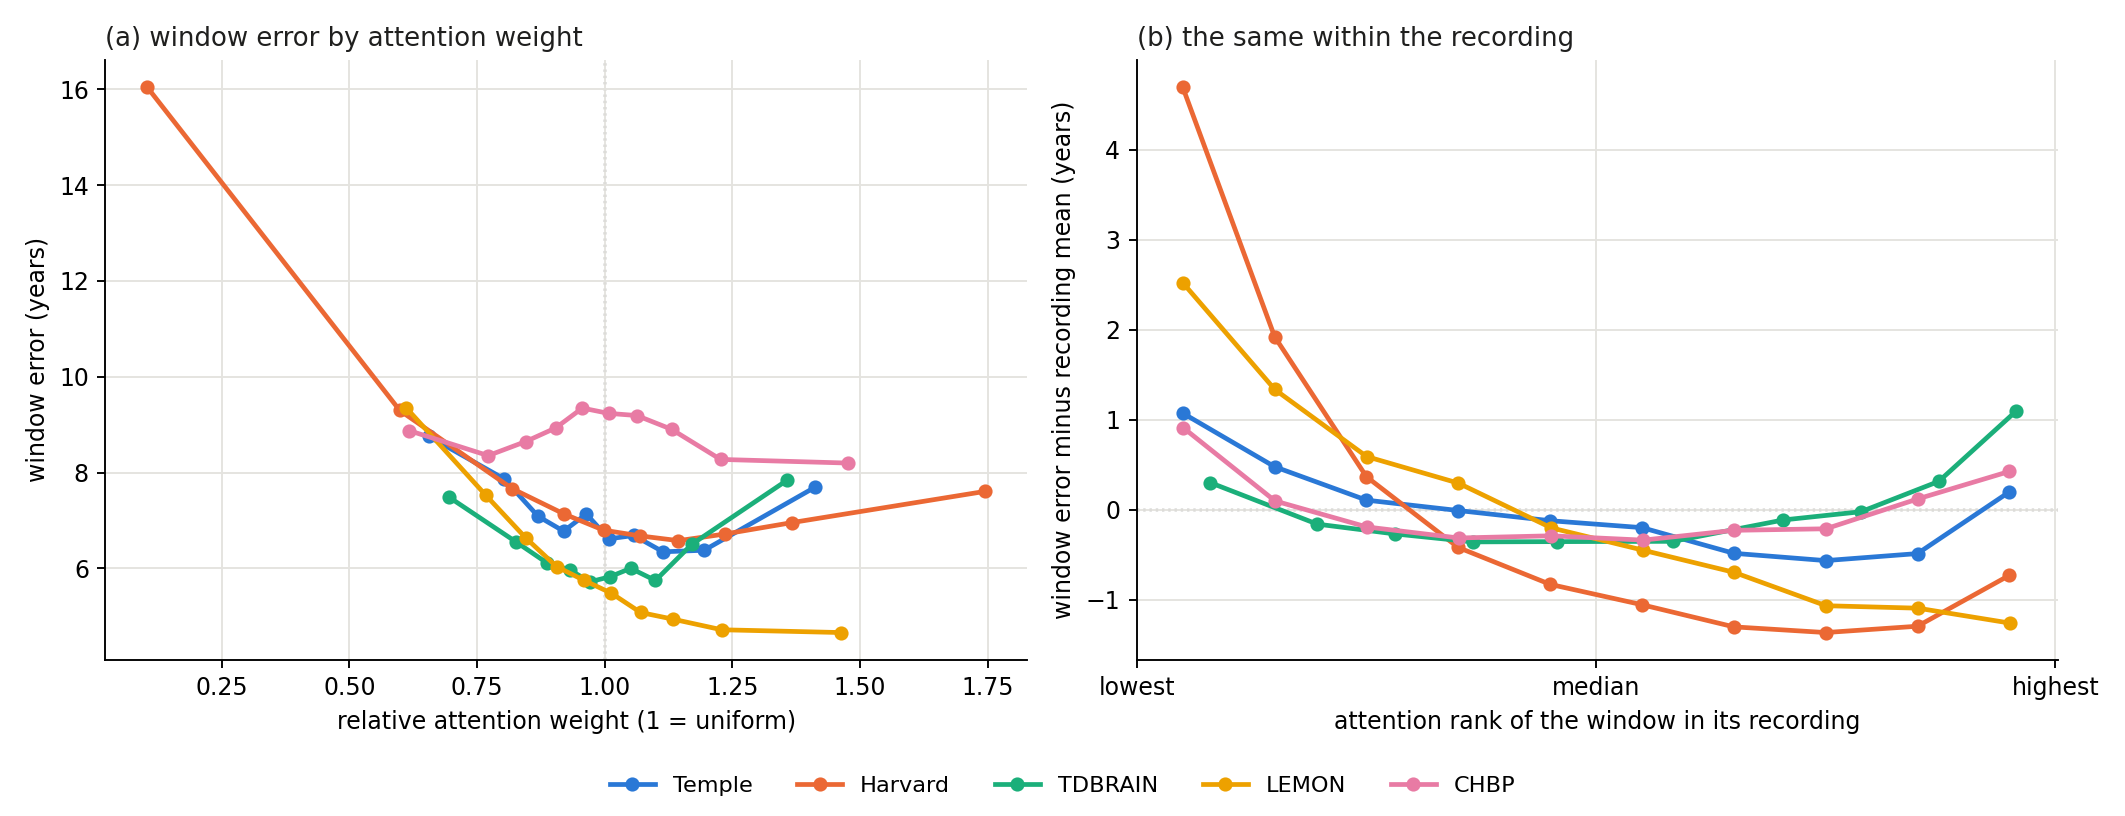 (a) window error by attention weight
window error (years)
16
14
12
10
8
6
0.25 0.50 0.75 1.00 1.25 1.50 1.75
relative attention weight (1 = uniform)
(b) the same within the recording
window error minus recording mean (years)
4
3
2
1
0
−1
lowest median highest
attention rank of the window in its recording
Temple Harvard TDBRAIN LEMON CHBP